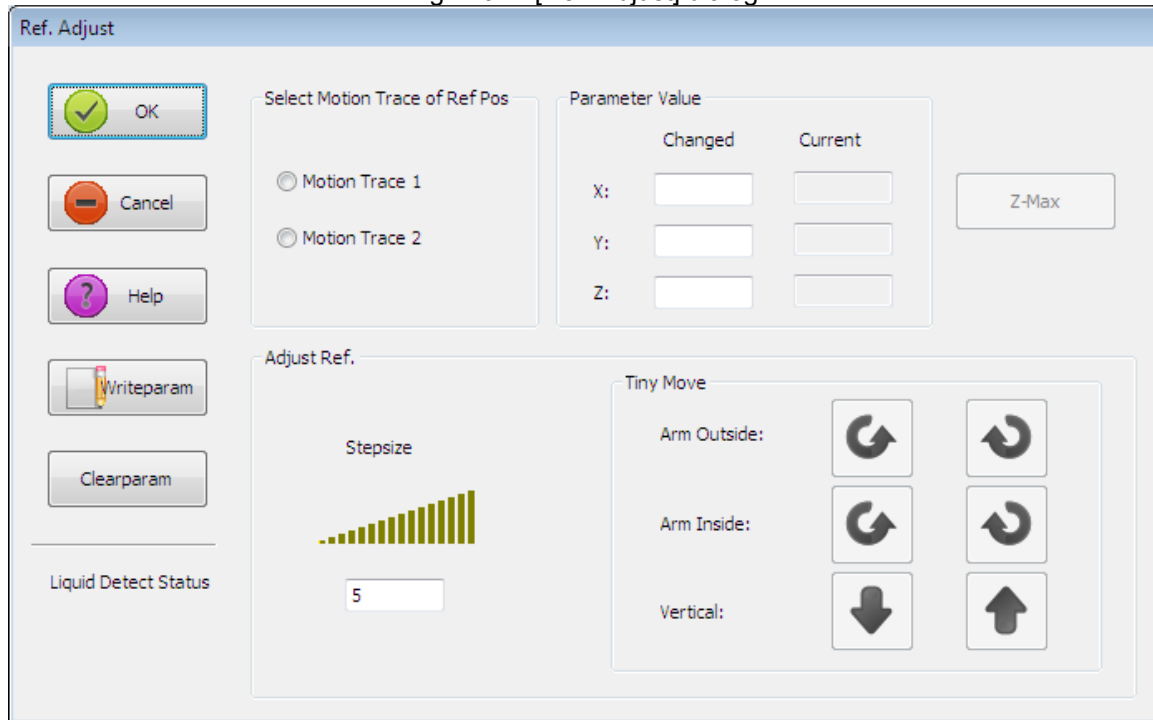 Ref. Adjust
OK
Cancel
Help
Writeparam
Clearparam
Liquid Detect Status
Select Motion Trace of Ref Pos
Motion Trace 1
Motion Trace 2
Parameter Value
Changed Current
X:
Y:
Z:
Z-Max
Adjust Ref.
Stepsize
5
Tiny Move
Arm Outside:
Arm Inside:
Vertical: